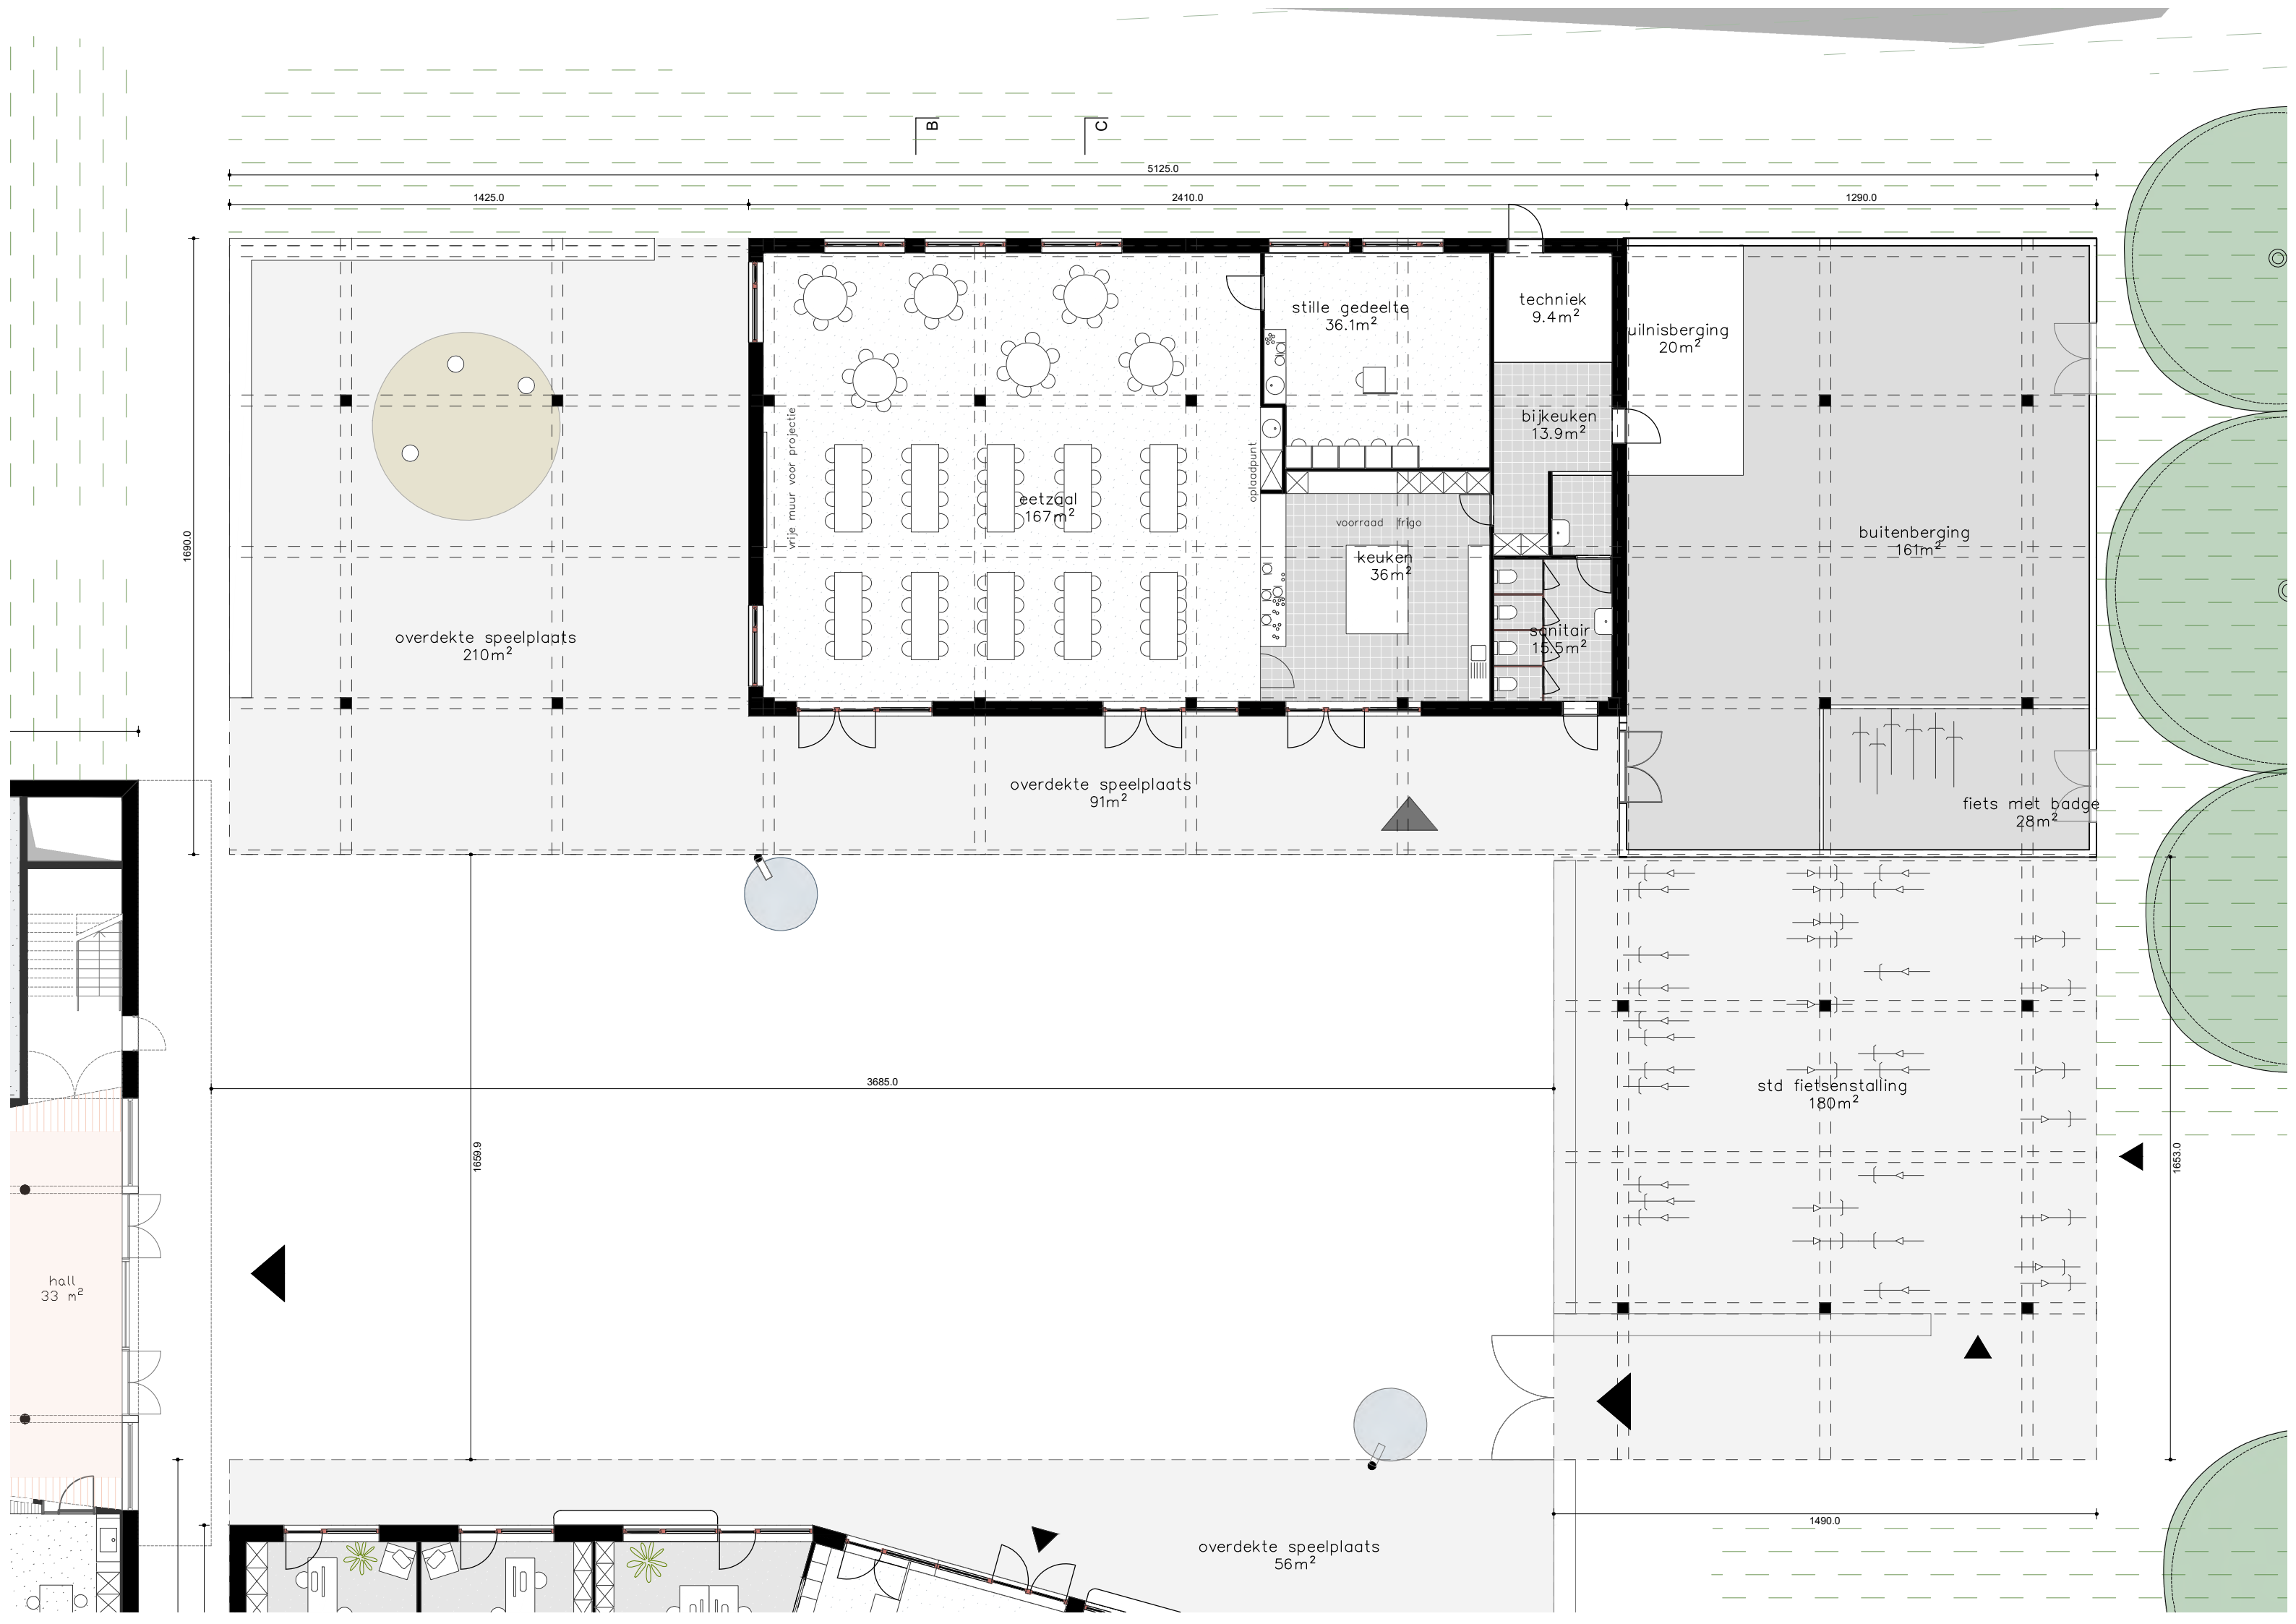 B
C
5125.0
1425.0
2410.0
1290.0
1690.0
stille gedeelte
36.1m²
techniek
9.4m²
uilnisberging
20m²
bijkeuken
13.9m²
vrije muur voor projectie
oplaadpunt
eetzaal
167m²
voorraad
frigo
keuken
36m²
buitenberging
161m²
overdekte speelplaats
210m²
sanitair
15.5m²
overdekte speelplaats
91m²
fiets met badge
28m²
3685.0
std fietsenstalling
180m²
1659.9
1653.0
hall
33 m²
1490.0
overdekte speelplaats
56m²